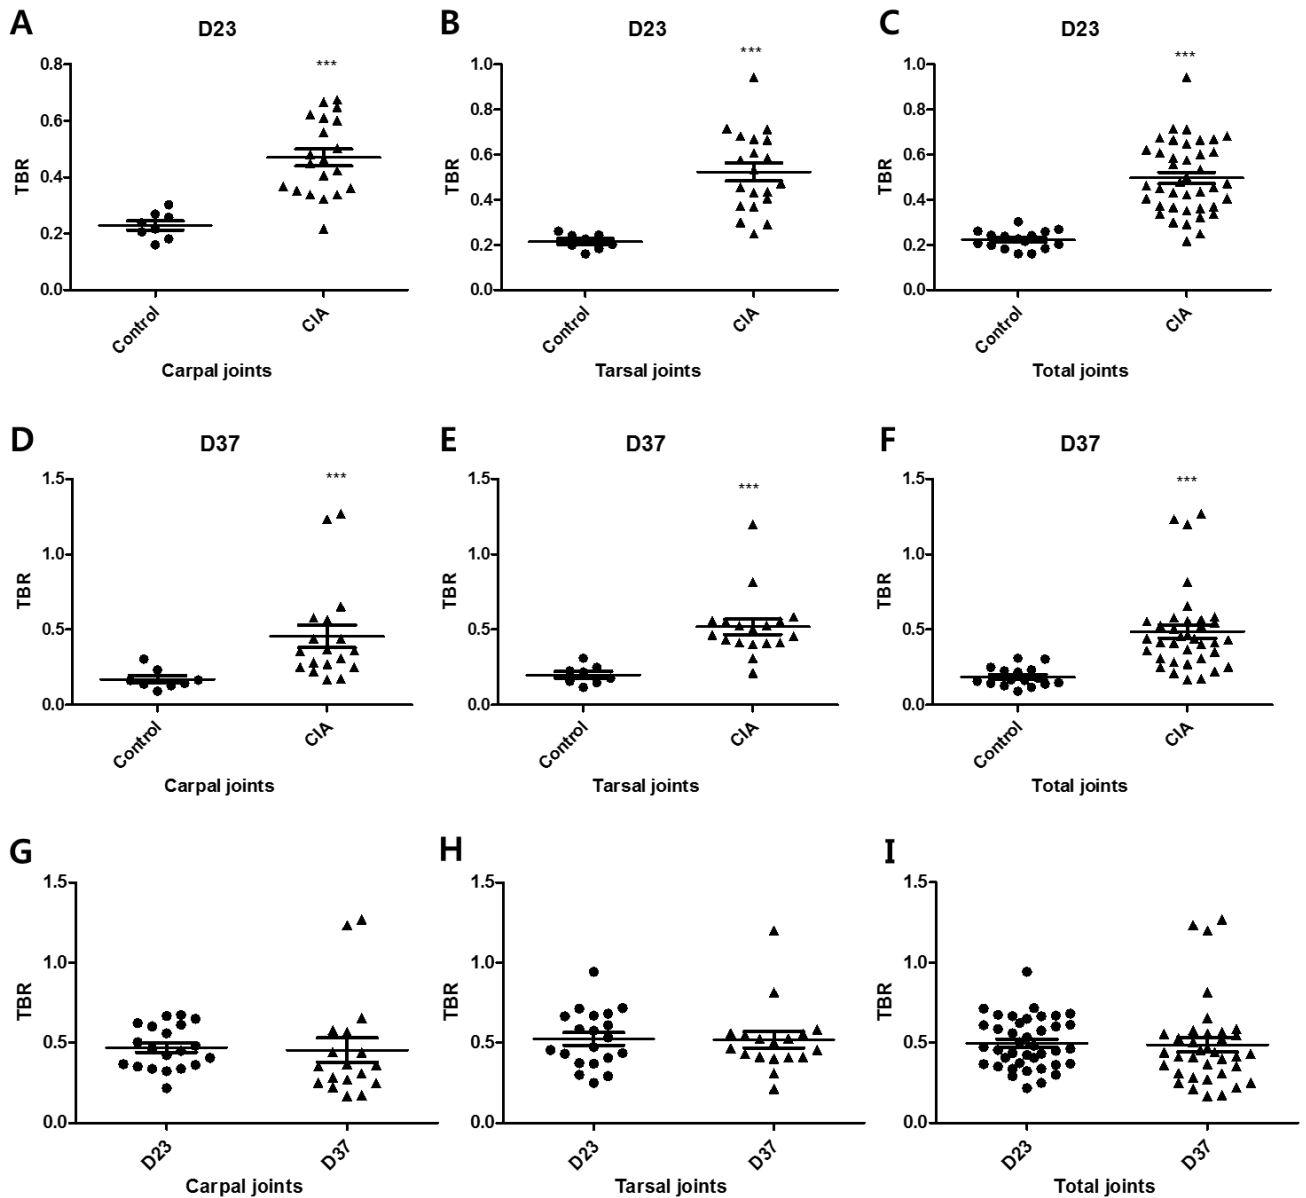 A
D23
***
TBR
0.8
0.6
0.4
0.2
0.0
Control
CIA
Carpal joints
B
D23
***
TBR
1.0
0.8
0.6
0.4
0.2
0.0
Control
CIA
Tarsal joints
C
D23
***
TBR
1.0
0.8
0.6
0.4
0.2
0.0
Control
CIA
Total joints
D
D37
***
TBR
1.5
1.0
0.5
0.0
Control
CIA
Carpal joints
E
D37
***
TBR
1.5
1.0
0.5
0.0
Control
CIA
Tarsal joints
F
D37
***
TBR
1.5
1.0
0.5
0.0
Control
CIA
Total joints
G
TBR
1.5
1.0
0.5
0.0
D23
D37
Carpal joints
H
TBR
1.5
1.0
0.5
0.0
D23
D37
Tarsal joints
I
TBR
1.5
1.0
0.5
0.0
D23
D37
Total joints